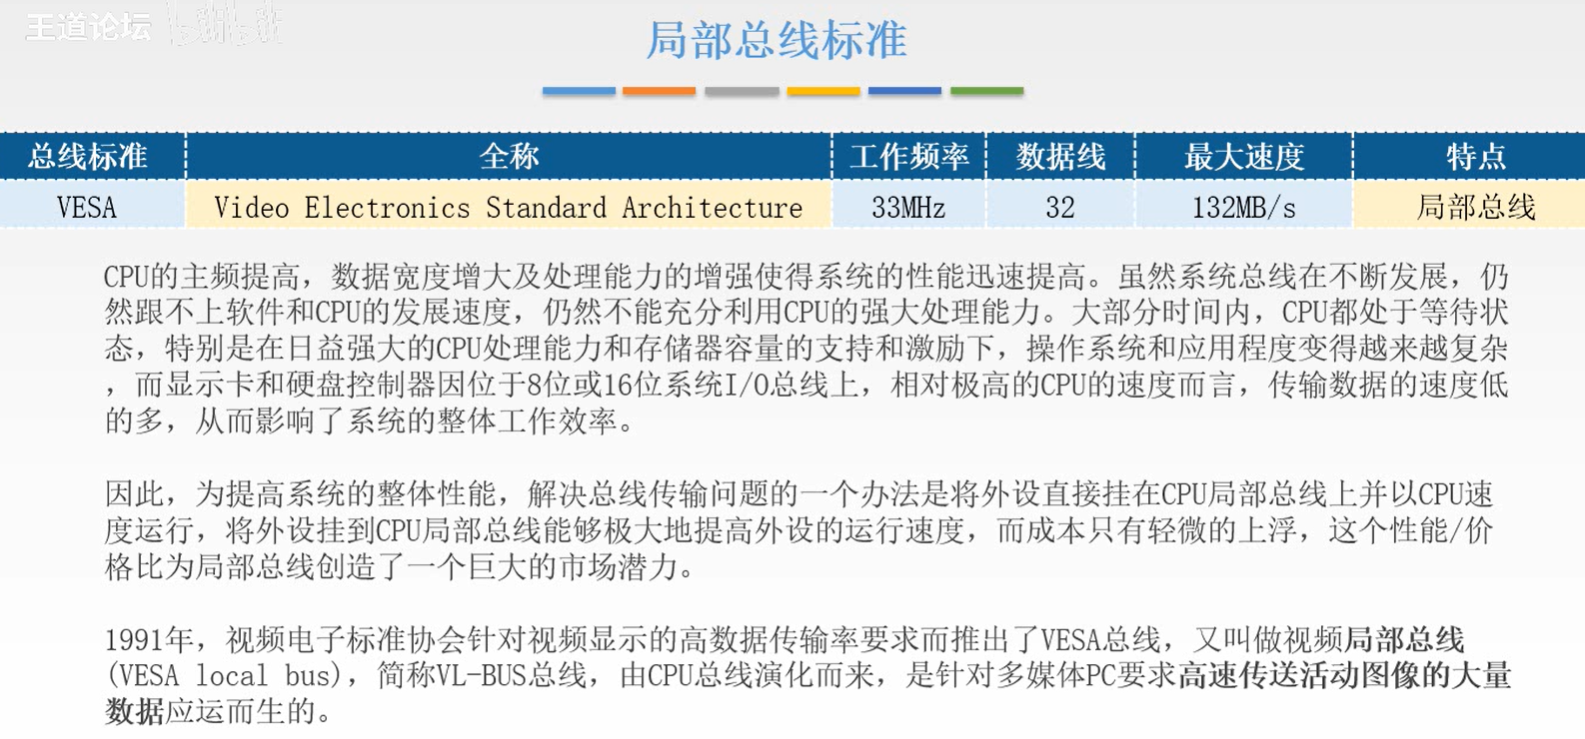 王道论坛 bilibili
局部总线标准
总线标准 全称 工作频率 数据线 最大速度 特点
VESA Video Electronics Standard Architecture 33MHz 32 132MB/s 局部总线
CPU的主频提高，数据宽度增大及处理能力的增强使得系统的性能迅速提高。虽然系统总线在不断发展，仍
然跟不上软件和CPU的发展速度，仍然不能充分利用CPU的强大处理能力。大部分时间内，CPU都处于等待状
态，特别是在日益强大的CPU处理能力和存储器容量的支持和激励下，操作系统和应用程度变得越来越复杂
，而显示卡和硬盘控制器因位于8位或16位系统I/O总线上，相对极高的CPU的速度而言，传输数据的速度低
的多，从而影响了系统的整体工作效率。
因此，为提高系统的整体性能，解决总线传输问题的一个办法是将外设直接挂在CPU局部总线上并以CPU速
度运行，将外设挂到CPU局部总线能够极大地提高外设的运行速度，而成本只有轻微的上浮，这个性能/价
格比为局部总线创造了一个巨大的市场潜力。
1991年，视频电子标准协会针对视频显示的高数据传输率要求而推出了VESA总线，又叫做视频局部总线
(VESA local bus)，简称VL-BUS总线，由CPU总线演化而来，是针对多媒体PC要求高速传送活动图像的大量
数据应运而生的。